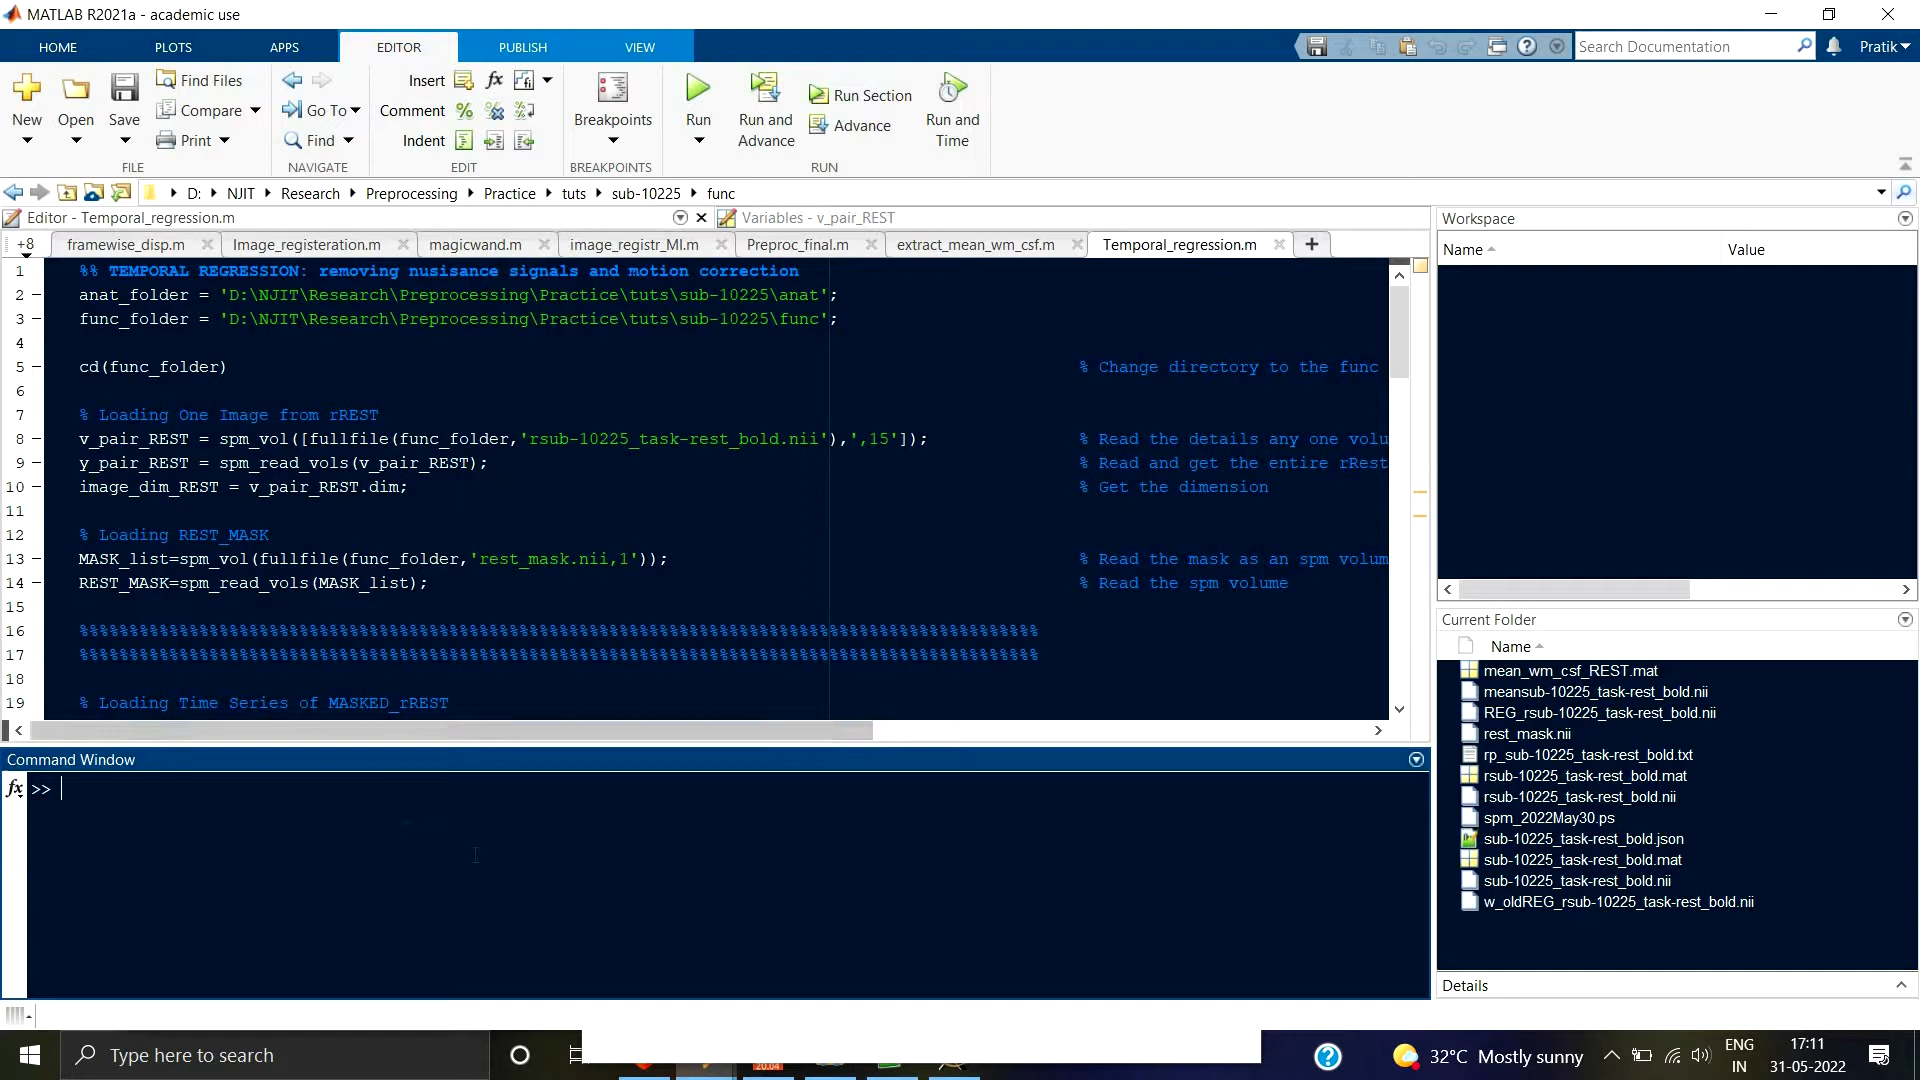 MATLAB R2021a - academic use
HOME PLOTS APPS EDITOR PUBLISH VIEW
Search Documentation
Pratik
New Open Save
Find Files
Compare
Print
FILE
Go To
Find
NAVIGATE
Insert
Comment
Indent
EDIT
Breakpoints
BREAKPOINTS
Run
Run and Advance
Run Section
Advance
Run and Time
RUN
D: NJIT Research Preprocessing Practice tuts sub-10225 func
Editor - Temporal_regression.m
Variables - v_pair_REST
+8 framewise_disp.m Image_registeration.m magicwand.m image_registr_MI.m Preproc_final.m extract_mean_wm_csf.m Temporal_regression.m
1 %% TEMPORAL REGRESSION: removing nusisance signals and motion correction
2 anat_folder = 'D:\NJIT\Research\Preprocessing\Practice\tuts\sub-10225\anat';
3 func_folder = 'D:\NJIT\Research\Preprocessing\Practice\tuts\sub-10225\func';
4
5 cd(func_folder) % Change directory to the func
6
7 % Loading One Image from rREST
8 v_pair_REST = spm_vol([fullfile(func_folder,'rsub-10225_task-rest_bold.nii'),',15']); % Read the details any one volu
9 y_pair_REST = spm_read_vols(v_pair_REST); % Read and get the entire rRest
10 image_dim_REST = v_pair_REST.dim; % Get the dimension
11
12 % Loading REST_MASK
13 MASK_list=spm_vol(fullfile(func_folder,'rest_mask.nii,1')); % Read the mask as an spm volum
14 REST_MASK=spm_read_vols(MASK_list); % Read the spm volume
15
16 %%%%%%%%%%%%%%%%%%%%%%%%%%%%%%%%%%%%%%%%%%%%%%%%%%%%%%%%%%%%%%%%%%%%%%%%%%%%%%%%%%%%%%%%%%%%%%%%%%
17 %%%%%%%%%%%%%%%%%%%%%%%%%%%%%%%%%%%%%%%%%%%%%%%%%%%%%%%%%%%%%%%%%%%%%%%%%%%%%%%%%%%%%%%%%%%%%%%%%%
18
19 % Loading Time Series of MASKED_rREST
Command Window
fx >>
Workspace
Name Value
Current Folder
Name
mean_wm_csf_REST.mat
meansub-10225_task-rest_bold.nii
REG_rsub-10225_task-rest_bold.nii
rest_mask.nii
rp_sub-10225_task-rest_bold.txt
rsub-10225_task-rest_bold.mat
rsub-10225_task-rest_bold.nii
spm_2022May30.ps
sub-10225_task-rest_bold.json
sub-10225_task-rest_bold.mat
sub-10225_task-rest_bold.nii
w_oldREG_rsub-10225_task-rest_bold.nii
Details
Type here to search
20.04
32°C Mostly sunny
ENG
IN
17:11
31-05-2022